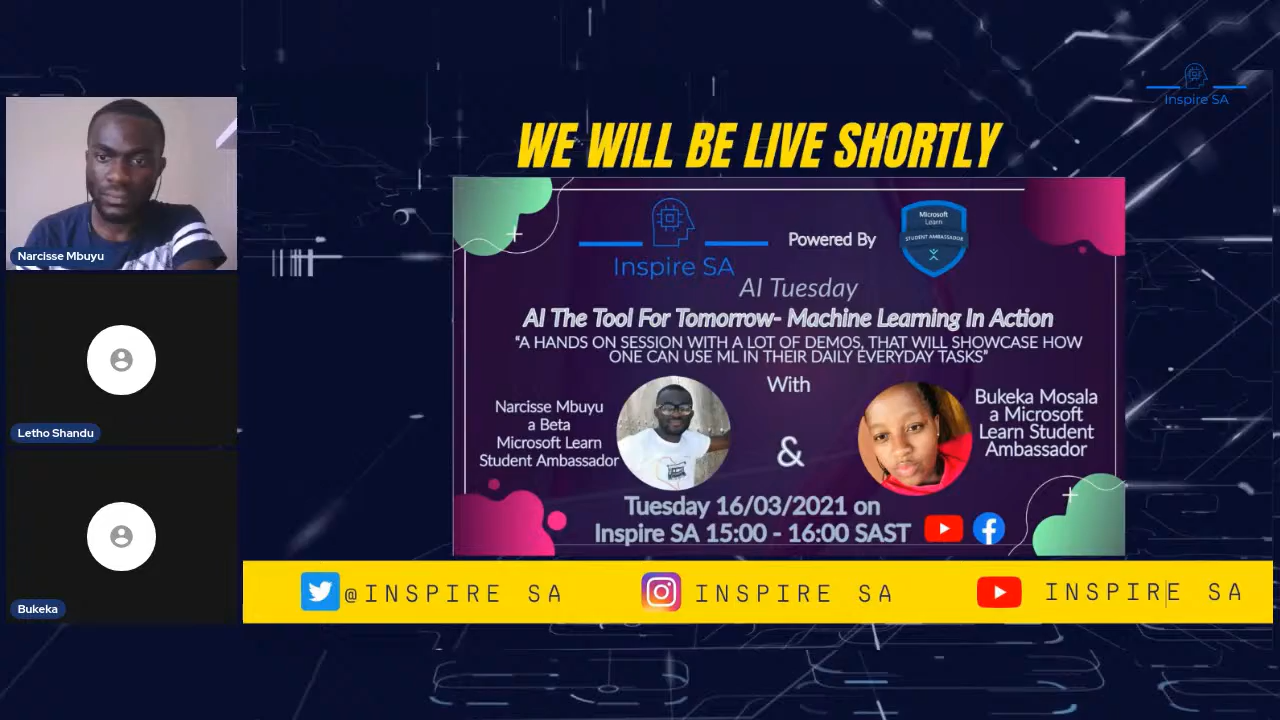 Inspire SA
WE WILL BE LIVE SHORTLY
Narcisse Mbuyu
Letho Shandu
Bukeka
Inspire SA
Powered By
Microsoft
Learn
STUDENT AMBASSADOR
AI Tuesday
AI The Tool For Tomorrow- Machine Learning In Action
“A HANDS ON SESSION WITH A LOT OF DEMOS, THAT WILL SHOWCASE HOW
ONE CAN USE ML IN THEIR DAILY EVERYDAY TASKS”
With
Narcisse Mbuyu
a Beta
Microsoft Learn
Student Ambassador
&
Bukeka Mosala
a Microsoft
Learn Student
Ambassador
Tuesday 16/03/2021 on
Inspire SA 15:00 - 16:00 SAST
@INSPIRE SA
INSPIRE SA
INSPIRE SA